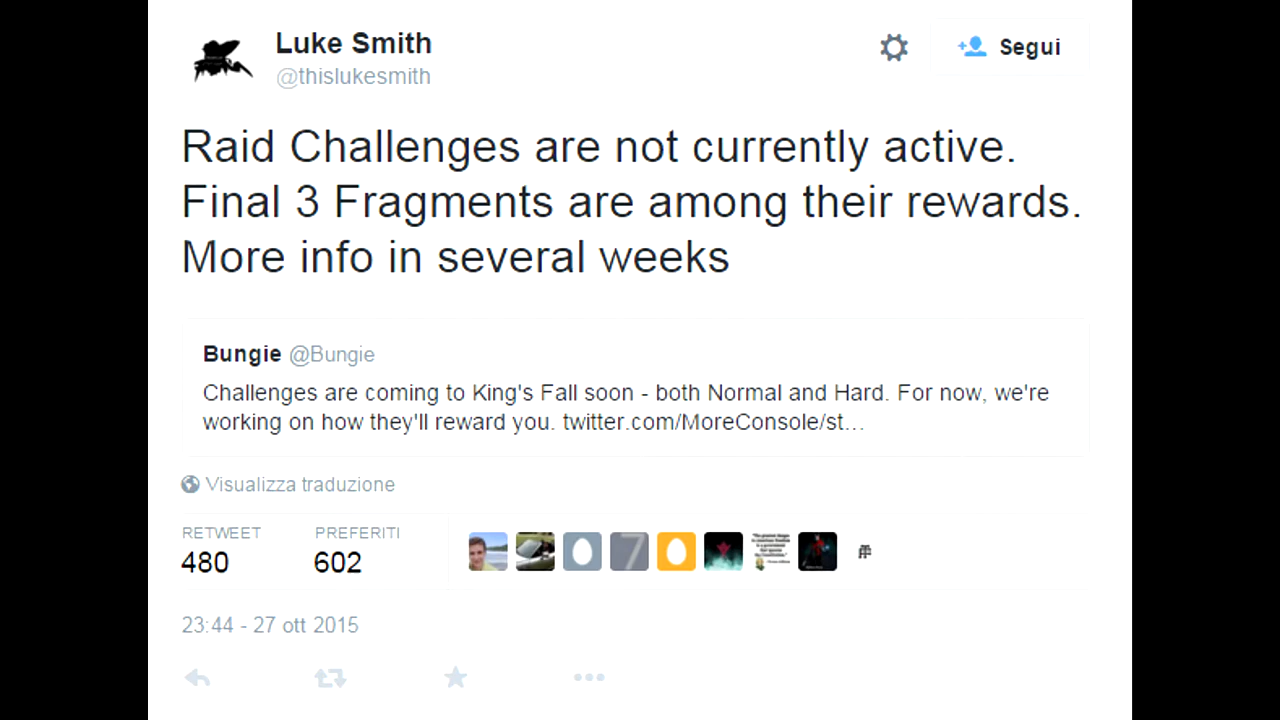 Luke Smith
@thislukesmith
Segui
Raid Challenges are not currently active.
Final 3 Fragments are among their rewards.
More info in several weeks
Bungie @Bungie
Challenges are coming to King's Fall soon - both Normal and Hard. For now, we're
working on how they'll reward you. twitter.com/MoreConsole/st...
Visualizza traduzione
RETWEET PREFERITI
480 602
7
23:44 - 27 ott 2015